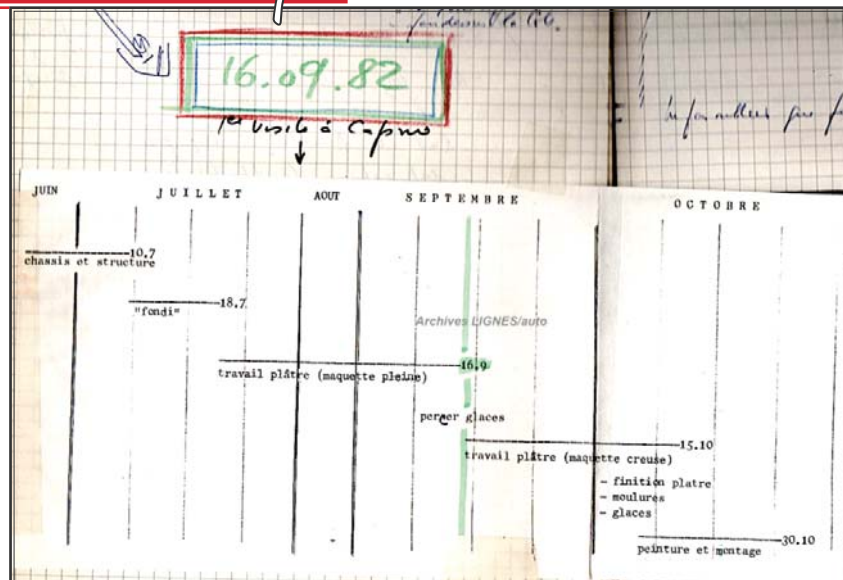 16.09.82
1ere visite à Caprno
JUIN JUILLET AOUT SEPTEMBRE OCTOBRE
10.7
chassis et structure
18.7
"fondi"
Archives LIGNES/auto
16.9
travail plâtre (maquette pleine)
percer glaces
15.10
travail plâtre (maquette creuse)
- finition platre
- moulures
- glaces
30.10
peinture et montage